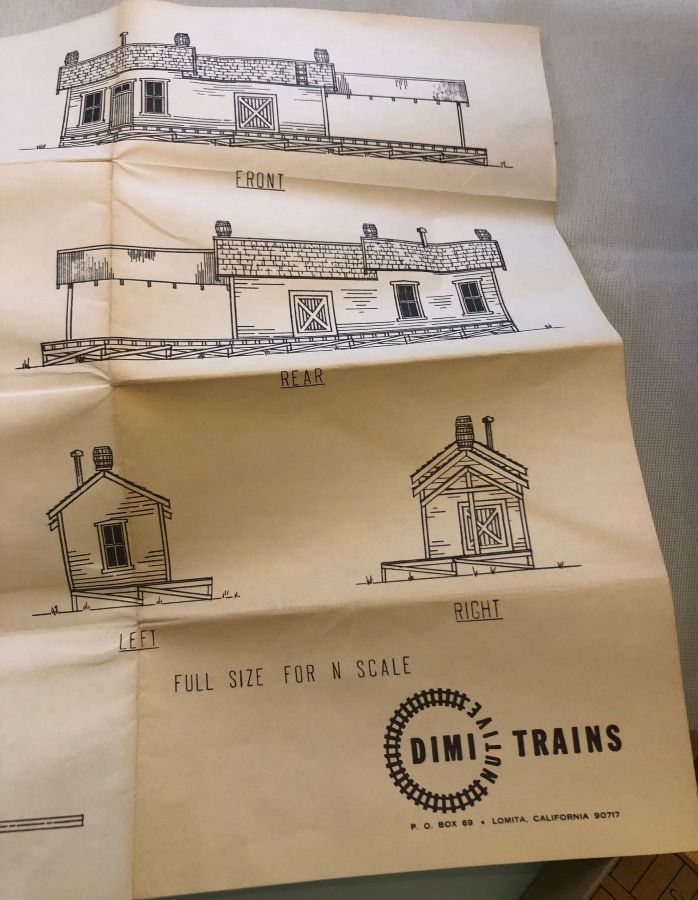 FRONT
REAR
LEFT
RIGHT
FULL SIZE FOR N SCALE
DIMINUTIVE TRAINS
P. O. BOX 69 • LOMITA, CALIFORNIA 90717